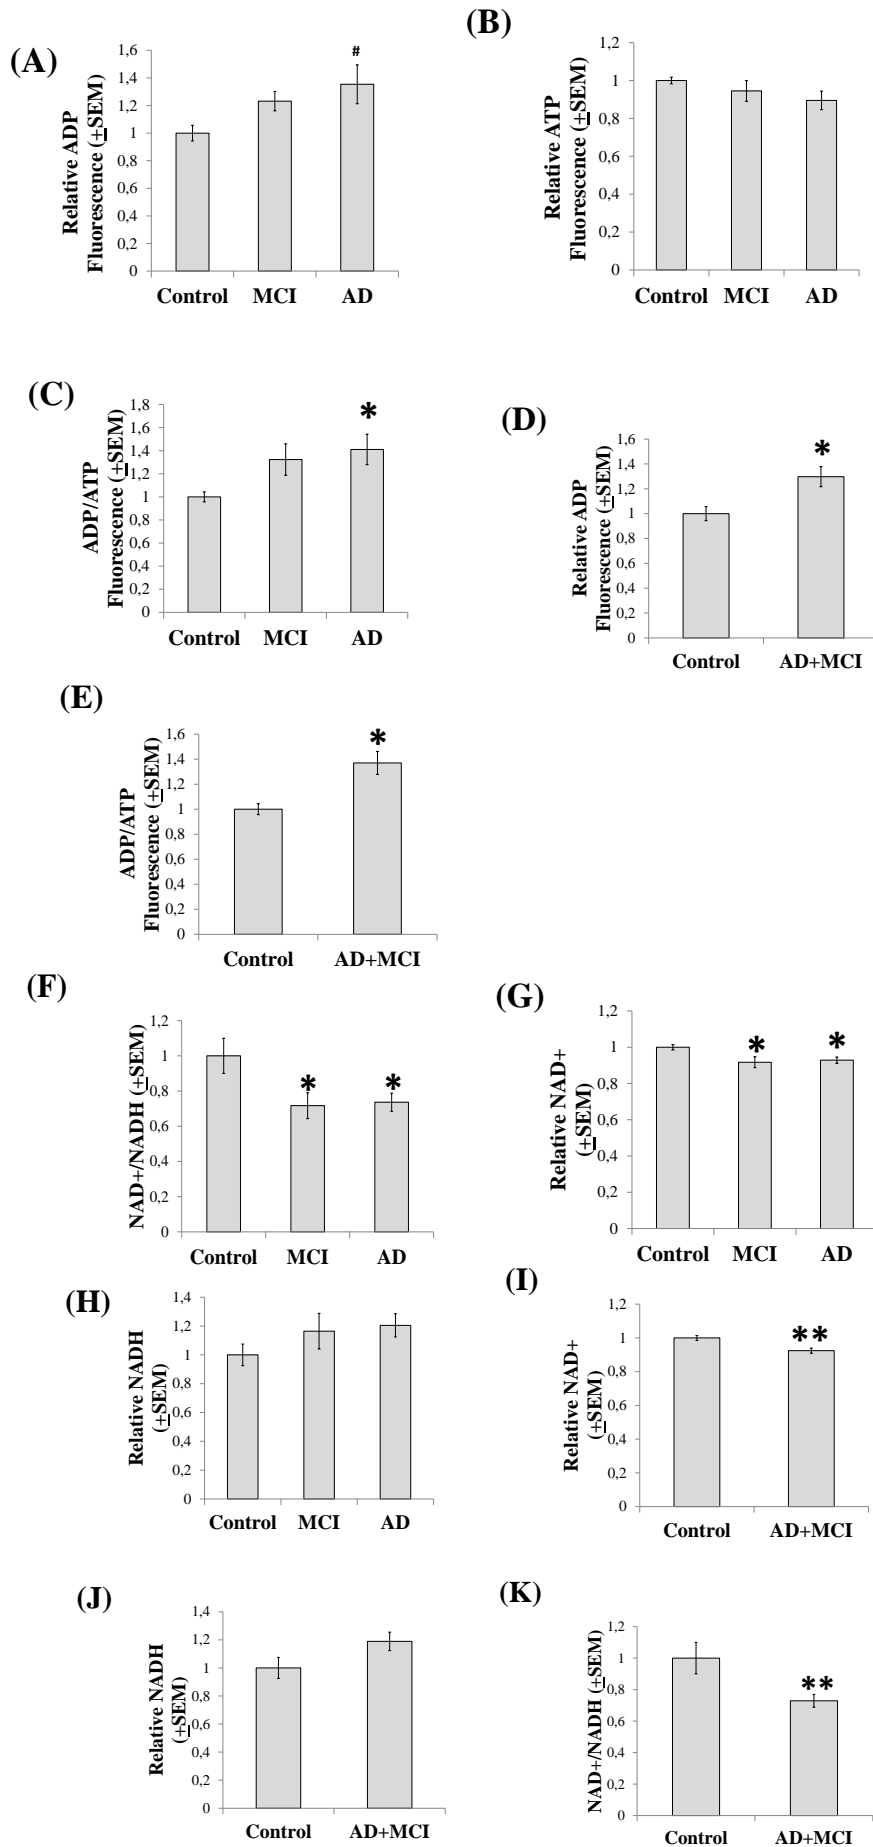 (A)
Relative ADP
Fluorescence (±SEM)
1,6
1,4
1,2
1
0,8
0,6
0,4
0,2
0
#
Control MCI AD
(B)
Relative ATP
Fluorescence (±SEM)
1,2
1
0,8
0,6
0,4
0,2
0
Control MCI AD
(C)
ADP/ATP
Fluorescence (±SEM)
1,8
1,6
1,4
1,2
1
0,8
0,6
0,4
0,2
0
*
Control MCI AD
(D)
Relative ADP
Fluorescence (±SEM)
1,6
1,4
1,2
1
0,8
0,6
0,4
0,2
0
*
Control AD+MCI
(E)
ADP/ATP
Fluorescence (±SEM)
1,6
1,4
1,2
1
0,8
0,6
0,4
0,2
0
*
Control AD+MCI
(F)
NAD+/NADH (±SEM)
1,2
1
0,8
0,6
0,4
0,2
0
* *
Control MCI AD
(G)
Relative NAD+
(±SEM)
1,2
1
0,8
0,6
0,4
0,2
0
* *
Control MCI AD
(H)
Relative NADH
(±SEM)
1,4
1,2
1
0,8
0,6
0,4
0,2
0
Control MCI AD
(I)
Relative NAD+
(±SEM)
1,2
1
0,8
0,6
0,4
0,2
0
**
Control AD+MCI
(J)
Relative NADH
(±SEM)
1,4
1,2
1
0,8
0,6
0,4
0,2
0
Control AD+MCI
(K)
NAD+/NADH (±SEM)
1,2
1
0,8
0,6
0,4
0,2
0
**
Control AD+MCI